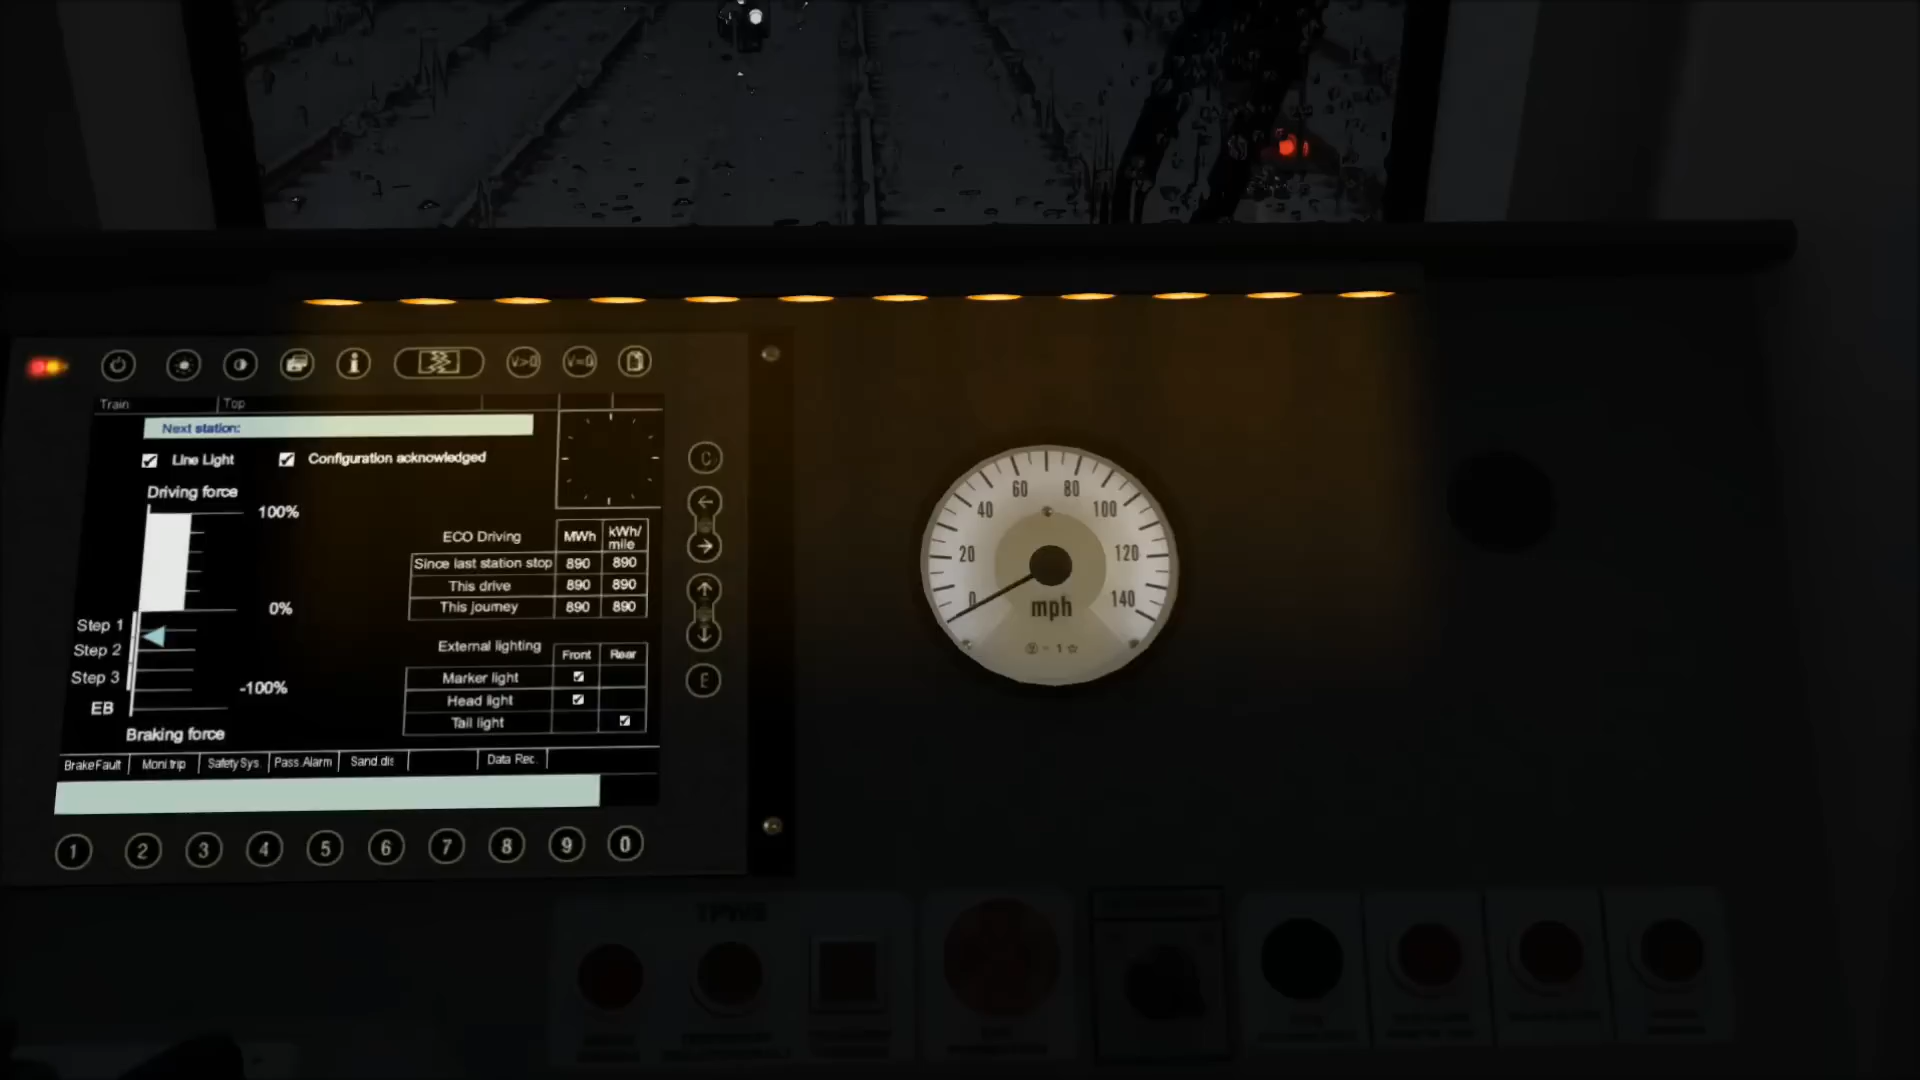 V>0 V=0
Train Top
Next station:
Line Light Configuration acknowledged
Driving force
100%
0%
Step 1
Step 2
Step 3
-100%
EB
Braking force
ECO Driving MWh kWh/
mile
Since last station stop 890 890
This drive 890 890
This journey 890 890
External lighting Front Rear
Marker light
Head light
Tail light
BrakeFault Moni.trip SafetySys. Pass.Alarm Sand.dis Data Rec.
C
E
1 2 3 4 5 6 7 8 9 0
0 20 40 60 80 100 120 140
mph
TPWS